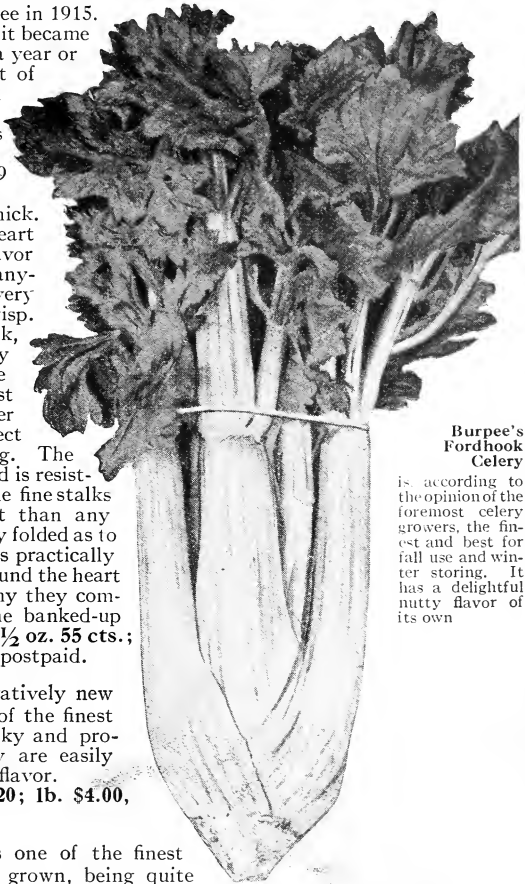 ee in 1915.
it became
a year or
t of
s
9
nick.
eart
avor
any-
very
isp.
k,
y
e
st
er
ect
g. The
d is resist-
e fine stalks
t than any
y folded as to
s practically
und the heart
ny they com-
ne banked-up
½ oz. 55 cts.;
postpaid.
atively new
of the finest
ky and pro-
y are easily
flavor.
20; lb. $4.00,
s one of the finest
grown, being quite
Burpee's
Fordhook
Celery
is according to
the opinion of the
foremost celery
growers, the fin-
est and best for
fall use and win-
ter storing. It
has a delightful
nutty flavor of
its own